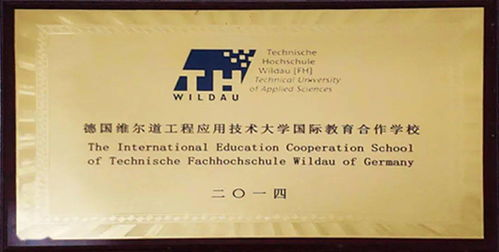 Technische
Hochschule
Wildau [FH]
Technical University
of Applied Sciences
TH
WILDAU
德国维尔道工程应用技术大学国际教育合作学校
The International Education Cooperation School
of Technische Fachhochschule Wildau of Germany
二〇一四